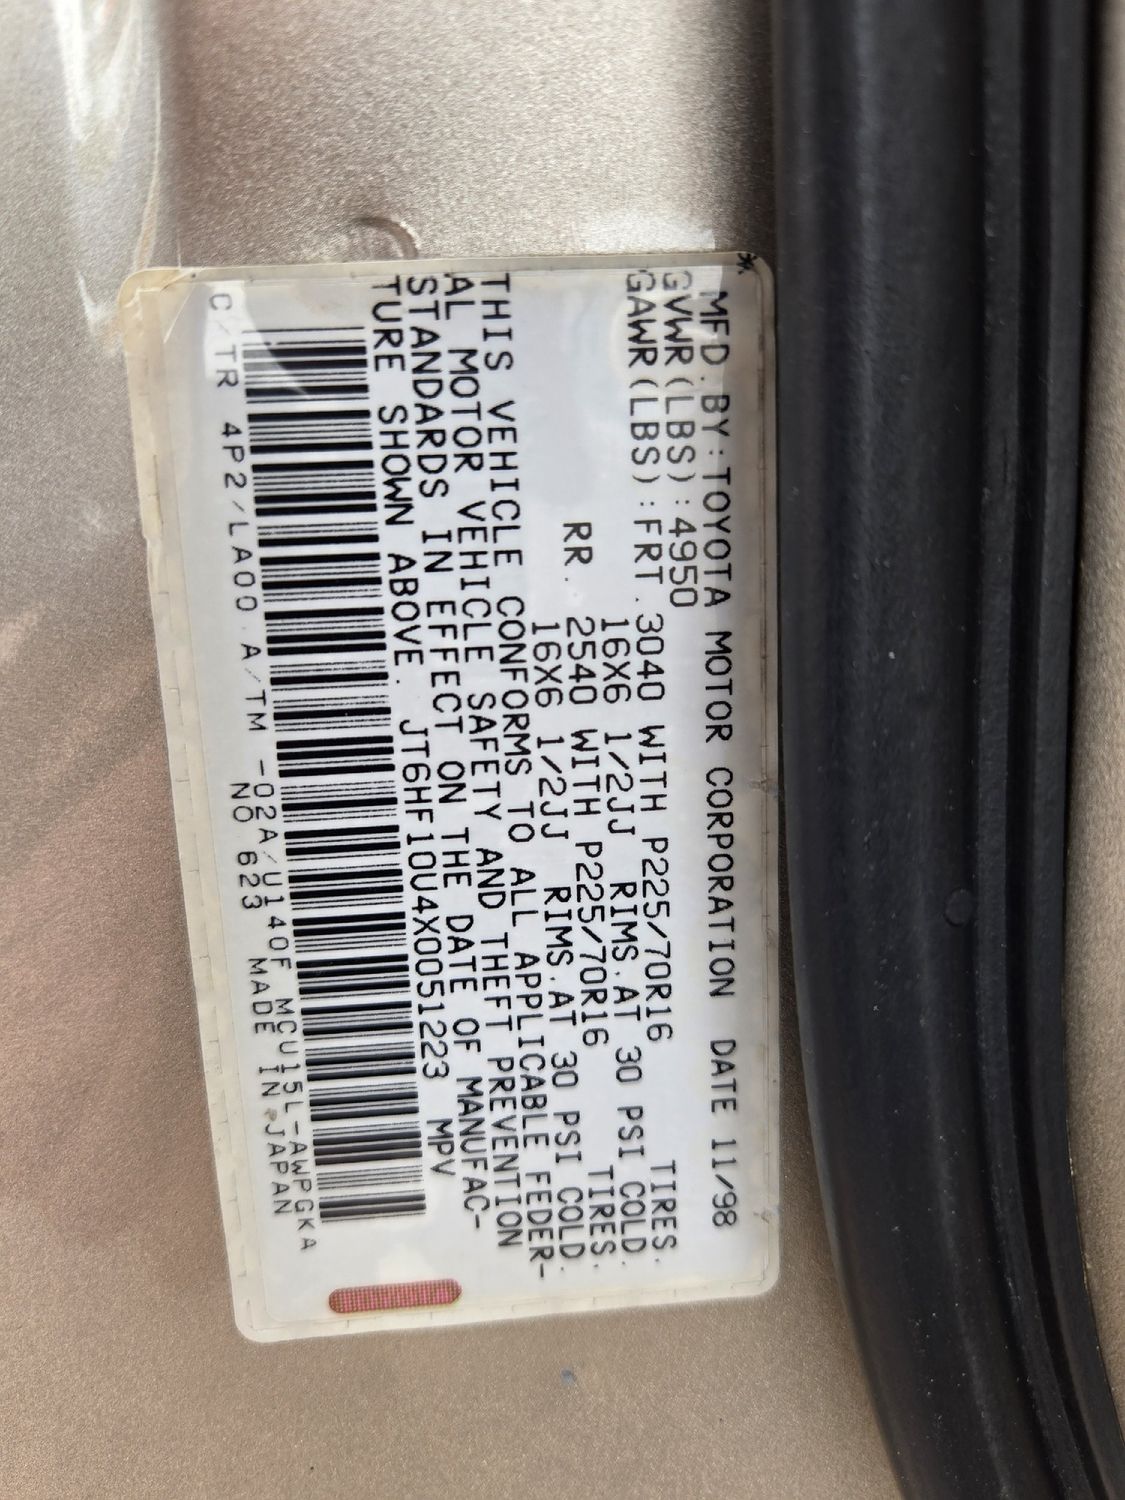 *
MFD.BY:TOYOTA MOTOR CORPORATION DATE 11/98
GVWR(LBS):4950
GAWR(LBS):FRT.3040 WITH P225/70R16 TIRES.
16X6 1/2JJ RIMS.AT 30 PSI COLD.
RR. 2540 WITH P225/70R16 TIRES.
16X6 1/2JJ RIMS.AT 30 PSI COLD.
THIS VEHICLE CONFORMS TO ALL APPLICABLE FEDER-
AL MOTOR VEHICLE SAFETY AND THEFT PREVENTION
STANDARDS IN EFFECT ON THE DATE OF MANUFAC-
TURE SHOWN ABOVE. JT6HF10U4X0051223 MPV
C/TR 4P2/LA00 A/TM -02A/U140F MCU15L-AWPGKA
NO 623 MADE IN JAPAN